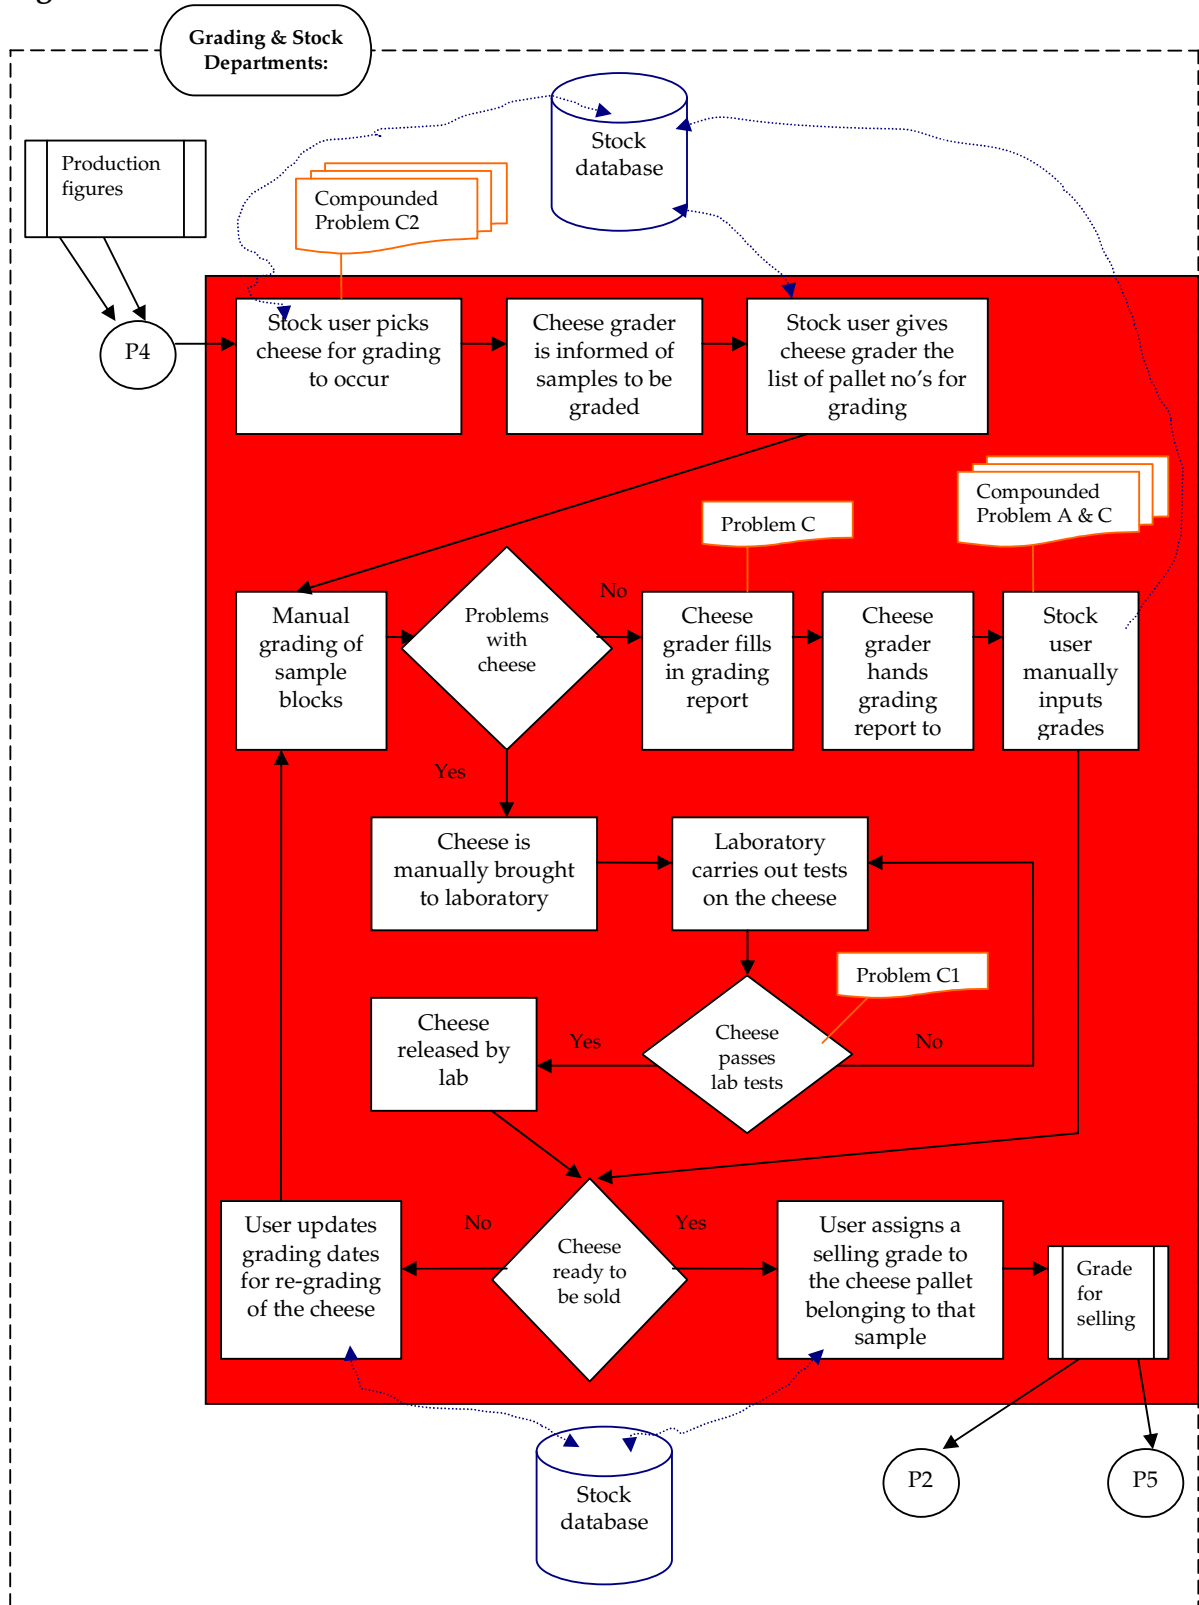 Grading & Stock
Departments:
Stock
database
Production
figures
Compounded
Problem C2
P4
Stock user picks
cheese for grading
to occur
Cheese grader
is informed of
samples to be
graded
Stock user gives
cheese grader the
list of pallet no's for
grading
Compounded
Problem A & C
Problem C
Manual
grading of
sample
blocks
Problems
with
cheese
No
Cheese
grader fills
in grading
report
Cheese
grader
hands
grading
report to
Stock
user
manually
inputs
grades
Yes
Cheese is
manually brought
to laboratory
Laboratory
carries out tests
on the cheese
Problem C1
Cheese
released by
lab
Yes
Cheese
passes
lab tests
No
User updates
grading dates
for re-grading
of the cheese
No
Cheese
ready to
be sold
Yes
User assigns a
selling grade to
the cheese pallet
belonging to that
sample
Grade
for
selling
P2
P5
Stock
database